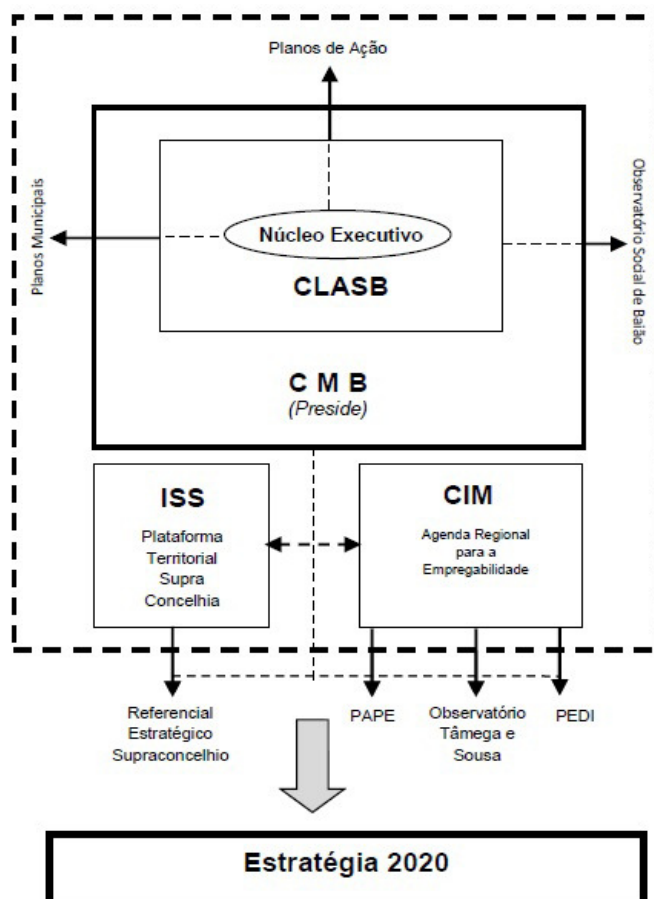 Planos de Ação
Planos Municipais
Observatório Social de Baião
Núcleo Executivo
CLASB
C M B
(Preside)
ISS
Plataforma
Territorial
Supra
Concelhia
CIM
Agenda Regional
para a
Empregabilidade
Referencial
Estratégico
Supraconcelhio
PAPE
Observatório
Tâmega e
Sousa
PEDI
Estratégia 2020